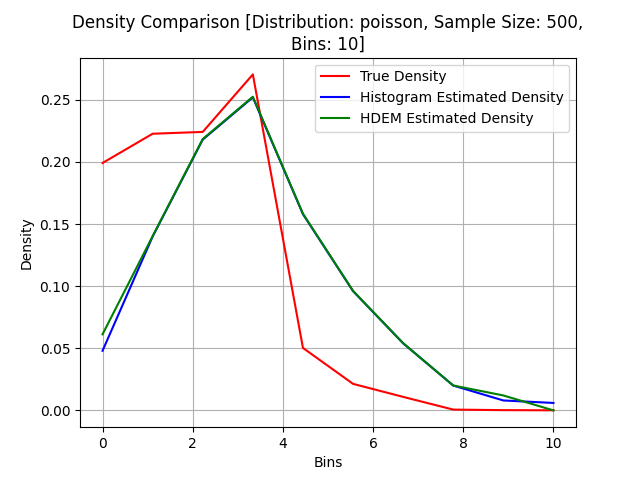 Density Comparison [Distribution: poisson, Sample Size: 500,
Bins: 10]
True Density
Histogram Estimated Density
HDEM Estimated Density
Density
0.25
0.20
0.15
0.10
0.05
0.00
0
2
4
6
8
10
Bins